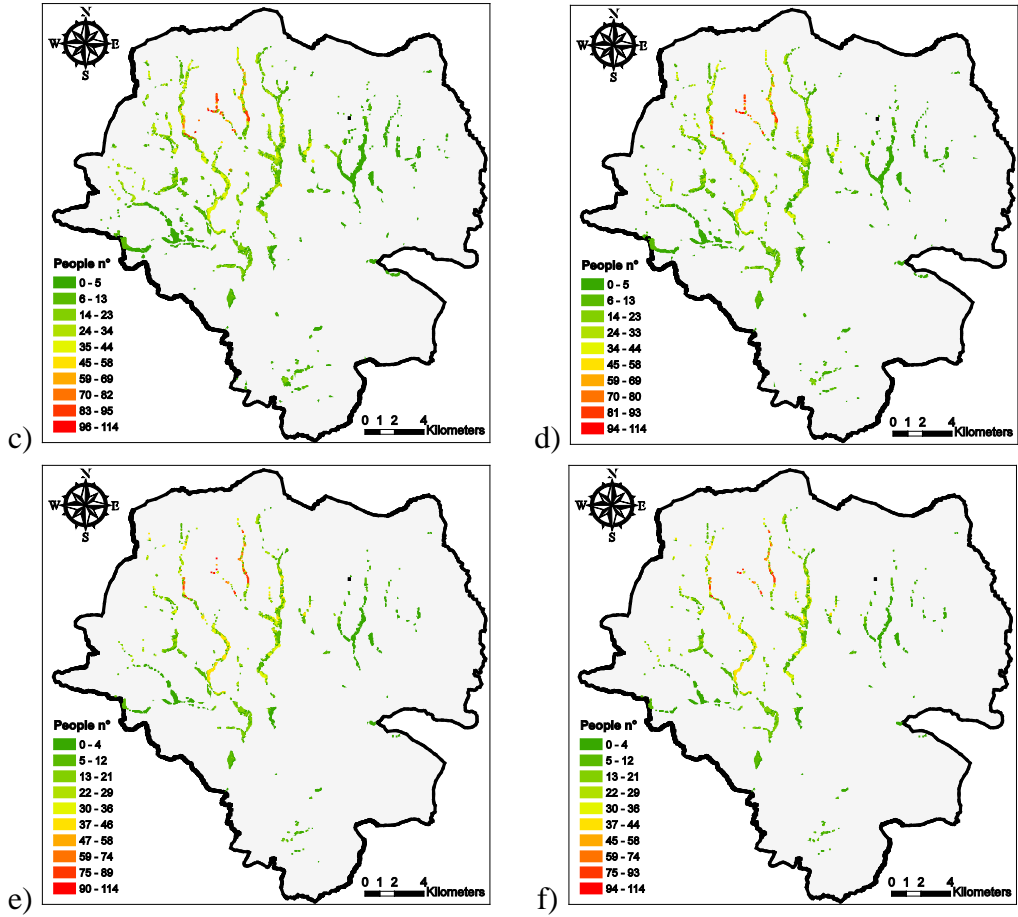 N
W E
S
People n°
0 - 5
6 - 13
14 - 23
24 - 34
35 - 44
45 - 58
59 - 69
70 - 82
83 - 95
96 - 114
0 1 2 4
Kilometers
c)
N
W E
S
People n°
0 - 5
6 - 13
14 - 23
24 - 33
34 - 44
45 - 58
59 - 69
70 - 80
81 - 93
94 - 114
0 1 2 4
Kilometers
d)
N
W E
S
People n°
0 - 4
5 - 12
13 - 21
22 - 29
30 - 36
37 - 46
47 - 58
59 - 74
75 - 89
90 - 114
0 1 2 4
Kilometers
e)
N
W E
S
People n°
0 - 4
5 - 12
13 - 21
22 - 29
30 - 36
37 - 44
45 - 58
59 - 74
75 - 93
94 - 114
0 1 2 4
Kilometers
f)